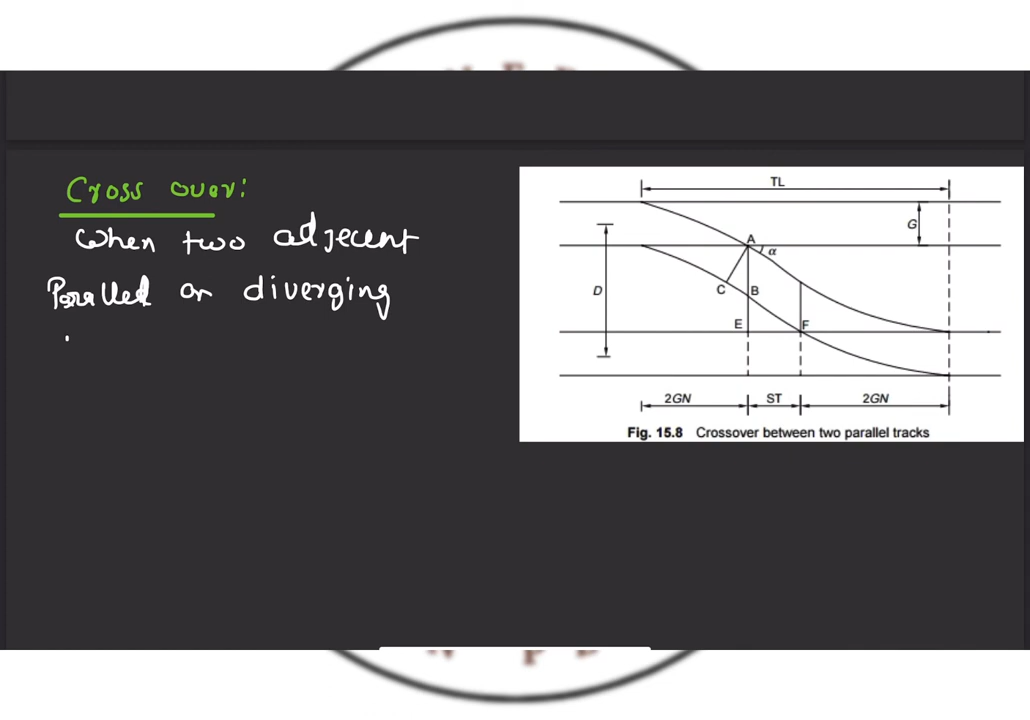 Cross over:
when two adjecent
Parallel or diverging
TL
G
A
α
D
C
B
E
F
2GN
ST
2GN
Fig. 15.8 Crossover between two parallel tracks